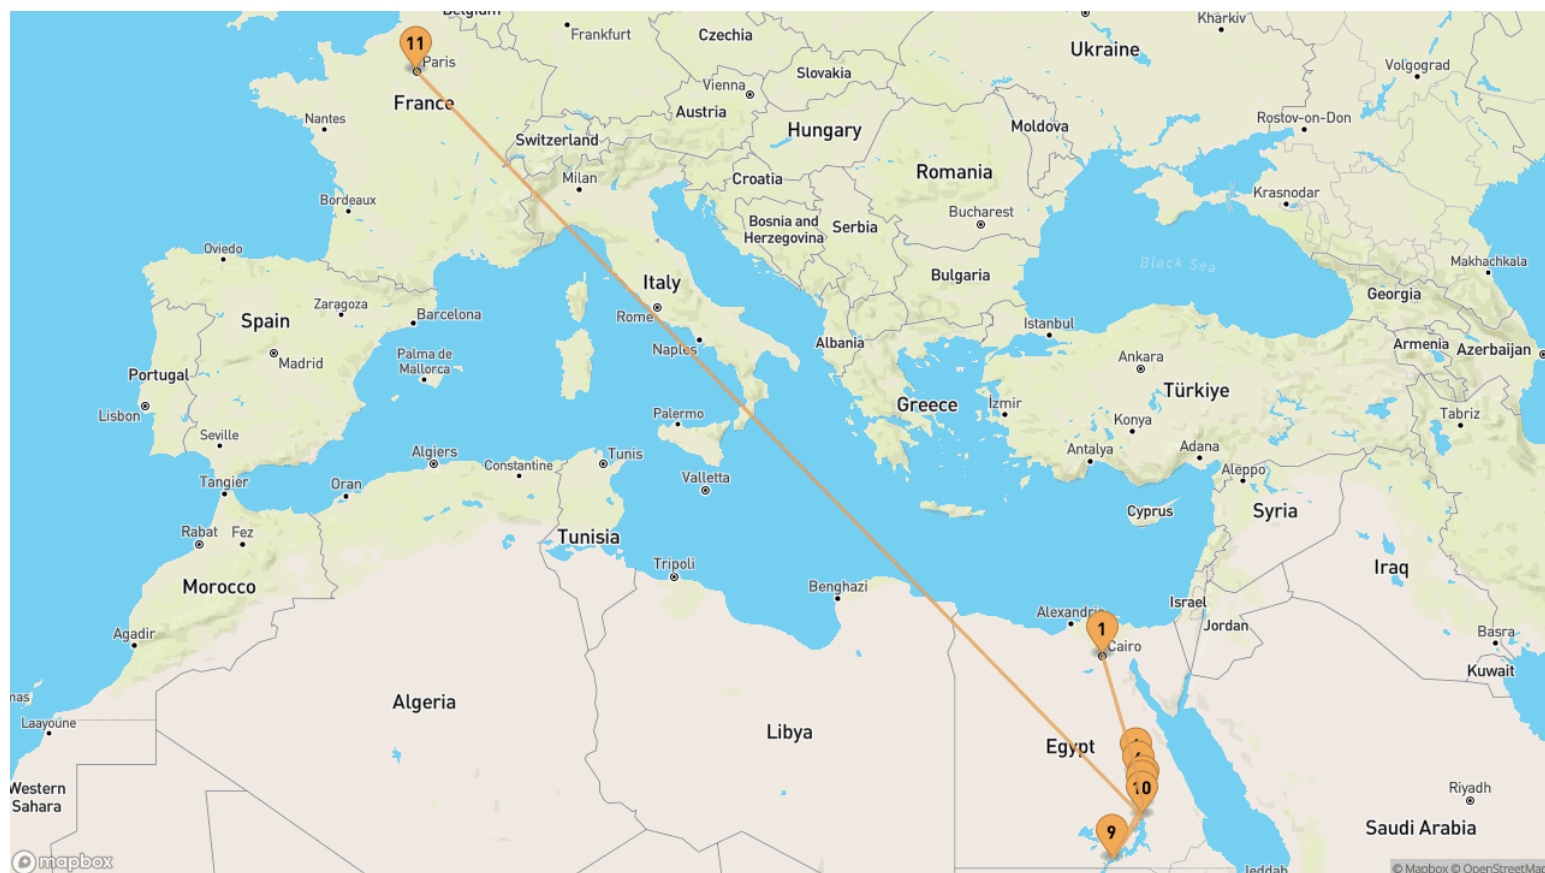 Belgium
Frankfurt
Czechia
Kharkiv
Ukraine
11
Paris
Slovakia
Volgograd
Vienna
France
Austria
Nantes
Hungary
Moldova
Rostov-on-Don
Switzerland
Milan
Croatia
Romania
Krasnodar
Bordeaux
Bosnia and
Herzegovina
Serbia
Bucharest
Oviedo
Black Sea
Makhachkala
Bulgaria
Georgia
Italy
Zaragoza
Barcelona
Rome
Spain
Istanbul
Madrid
Naples
Albania
Armenia
Azerbaijan
Palma de
Mallorca
Ankara
Portugal
Türkiye
Lisbon
Palermo
Greece
İzmir
Konya
Tabriz
Seville
Algiers
Tunis
Constantine
Antalya
Adana
Aleppo
Tangier
Oran
Valletta
Cyprus
Syria
Rabat
Fez
Tunisia
Tripoli
Iraq
Morocco
Benghazi
Israel
Alexandria
1
Jordan
Agadir
Cairo
Basra
Kuwait
Algeria
Laayoune
Libya
Egypt
Western
Sahara
10
Riyadh
9
Saudi Arabia
mapbox
Jeddah
© Mapbox © OpenStreetMap